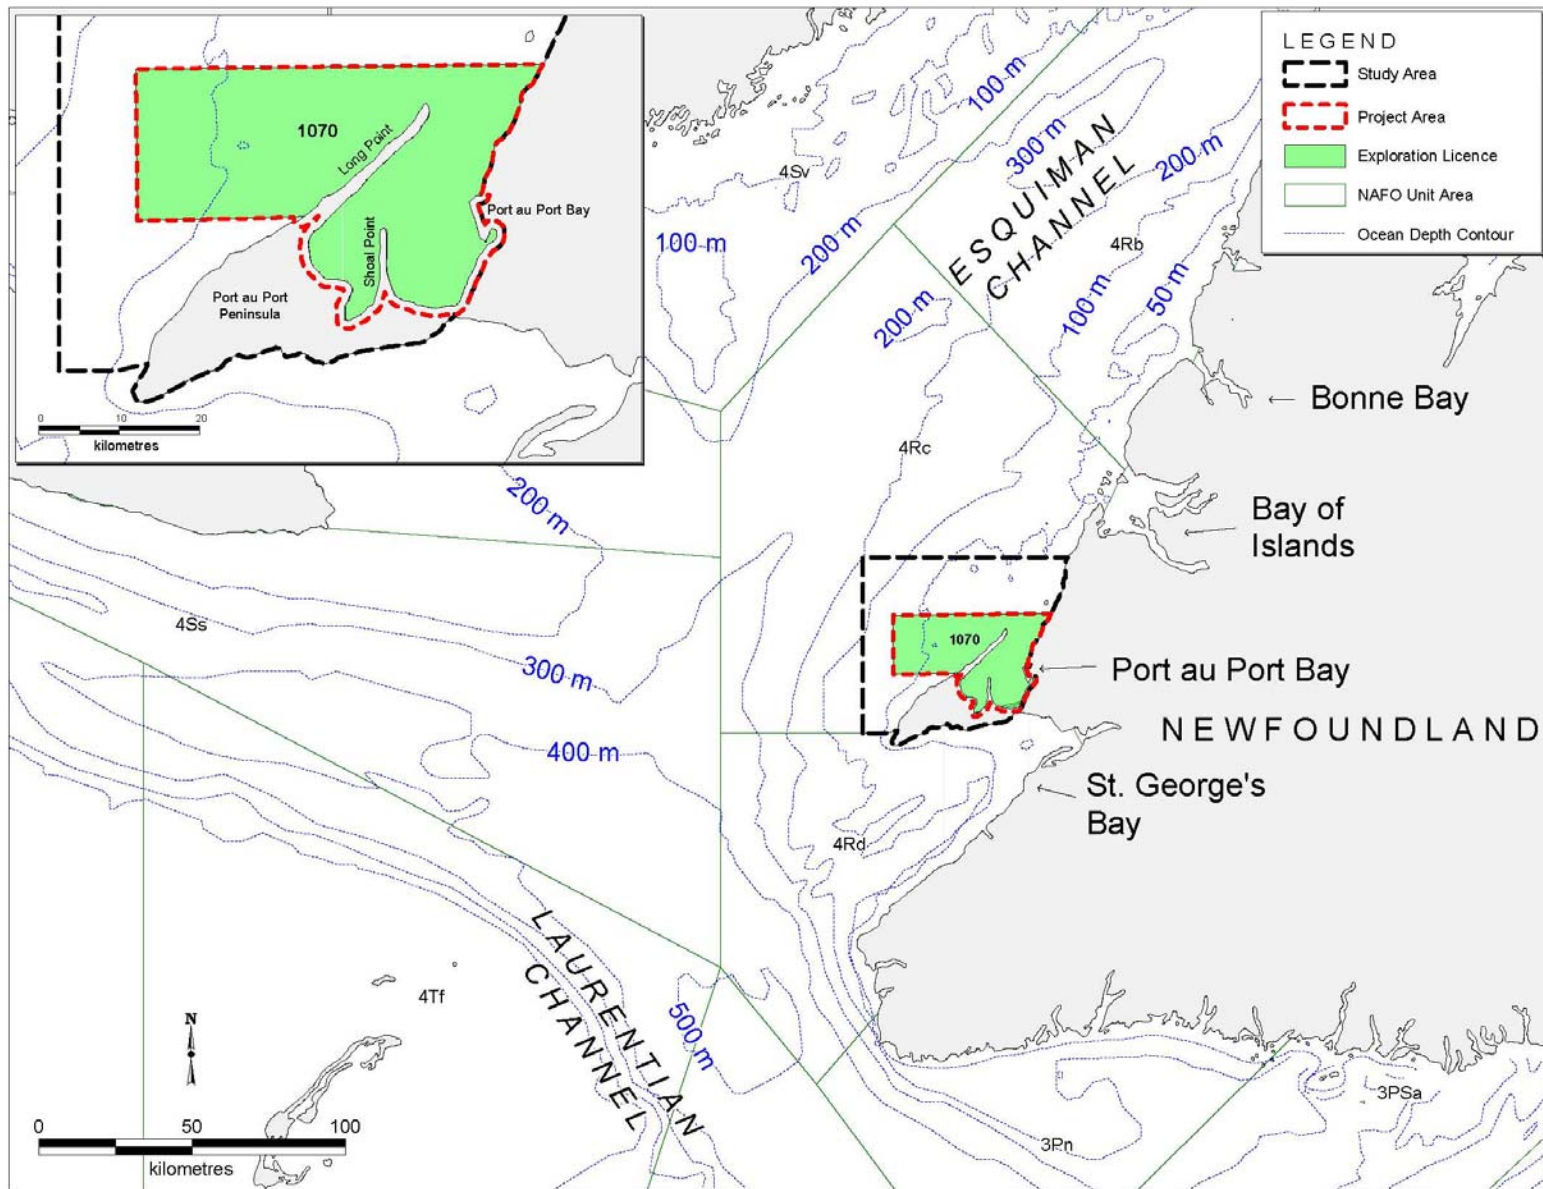 1070
Long Point
Port au Port Bay
Shoal Point
Port au Port
Peninsula
0 10 20
kilometres
LEGEND
Study Area
Project Area
Exploration Licence
NAFO Unit Area
Ocean Depth Contour
100 m
300 m
200 m
ESQUIMAN
CHANNEL
4Sv
100 m
200 m
4Rb
200 m
100 m
50 m
Bonne Bay
4Rc
200 m
Bay of
Islands
4Ss
1070
300 m
Port au Port Bay
NEWFOUNDLAND
400 m
St. George's
Bay
4Rd
LAURENTIAN
CHANNEL
4Tf
500 m
N
3PSa
0 50 100
kilometres
3Pn